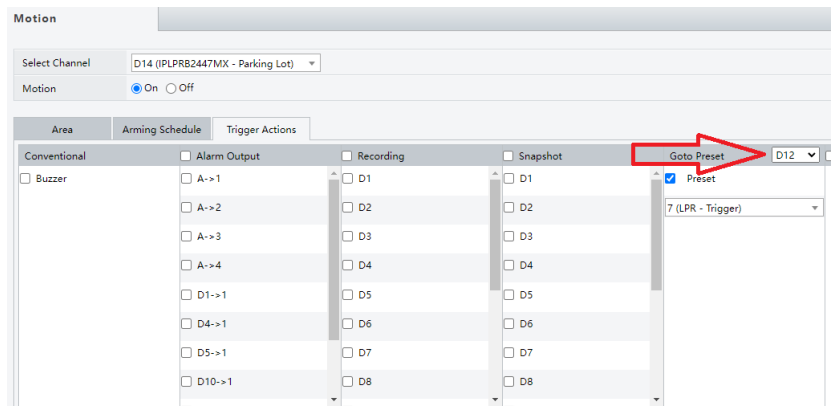 Motion
Select Channel D14 (IPLPRB2447MX - Parking Lot)
Motion On Off
Area Arming Schedule Trigger Actions
Conventional Alarm Output Recording Snapshot Goto Preset D12
Buzzer A->1 D1 D1 Preset
A->2 D2 D2 7 (LPR - Trigger)
A->3 D3 D3
A->4 D4 D4
D1->1 D5 D5
D4->1 D6 D6
D5->1 D7 D7
D10->1 D8 D8